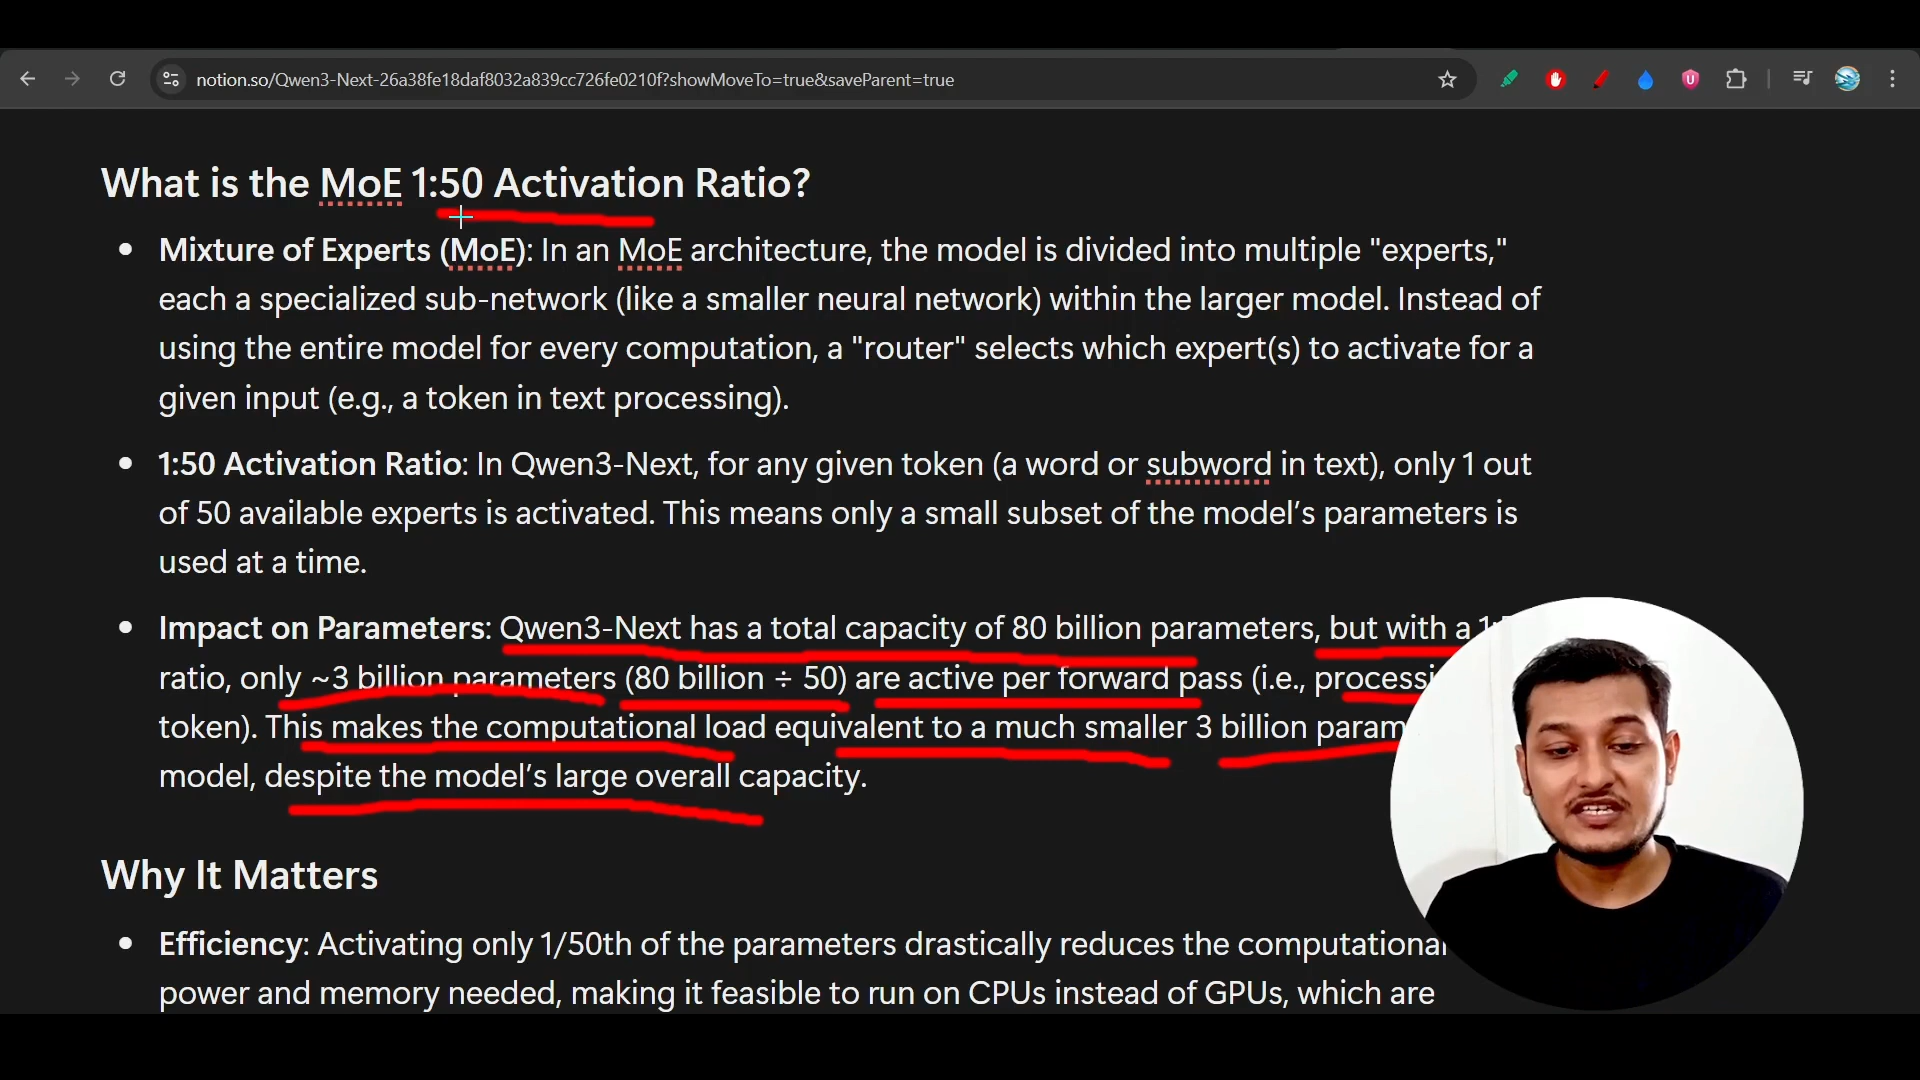 notion.so/Qwen3-Next-26a38fe18daf8032a839cc726fe0210f?showMoveTo=true&saveParent=true
What is the MoE 1:50 Activation Ratio?
Mixture of Experts (MoE): In an MoE architecture, the model is divided into multiple "experts,"
each a specialized sub-network (like a smaller neural network) within the larger model. Instead of
using the entire model for every computation, a "router" selects which expert(s) to activate for a
given input (e.g., a token in text processing).
1:50 Activation Ratio: In Qwen3-Next, for any given token (a word or subword in text), only 1 out
of 50 available experts is activated. This means only a small subset of the model’s parameters is
used at a time.
Impact on Parameters: Qwen3-Next has a total capacity of 80 billion parameters, but with a
ratio, only ~3 billion parameters (80 billion ÷ 50) are active per forward pass (i.e.,
token). This makes the computational load equivalent to a much smaller 3 billion
model, despite the model’s large overall capacity.
Why It Matters
Efficiency: Activating only 1/50th of the parameters drastically reduces the computational
power and memory needed, making it feasible to run on CPUs instead of GPUs, which are